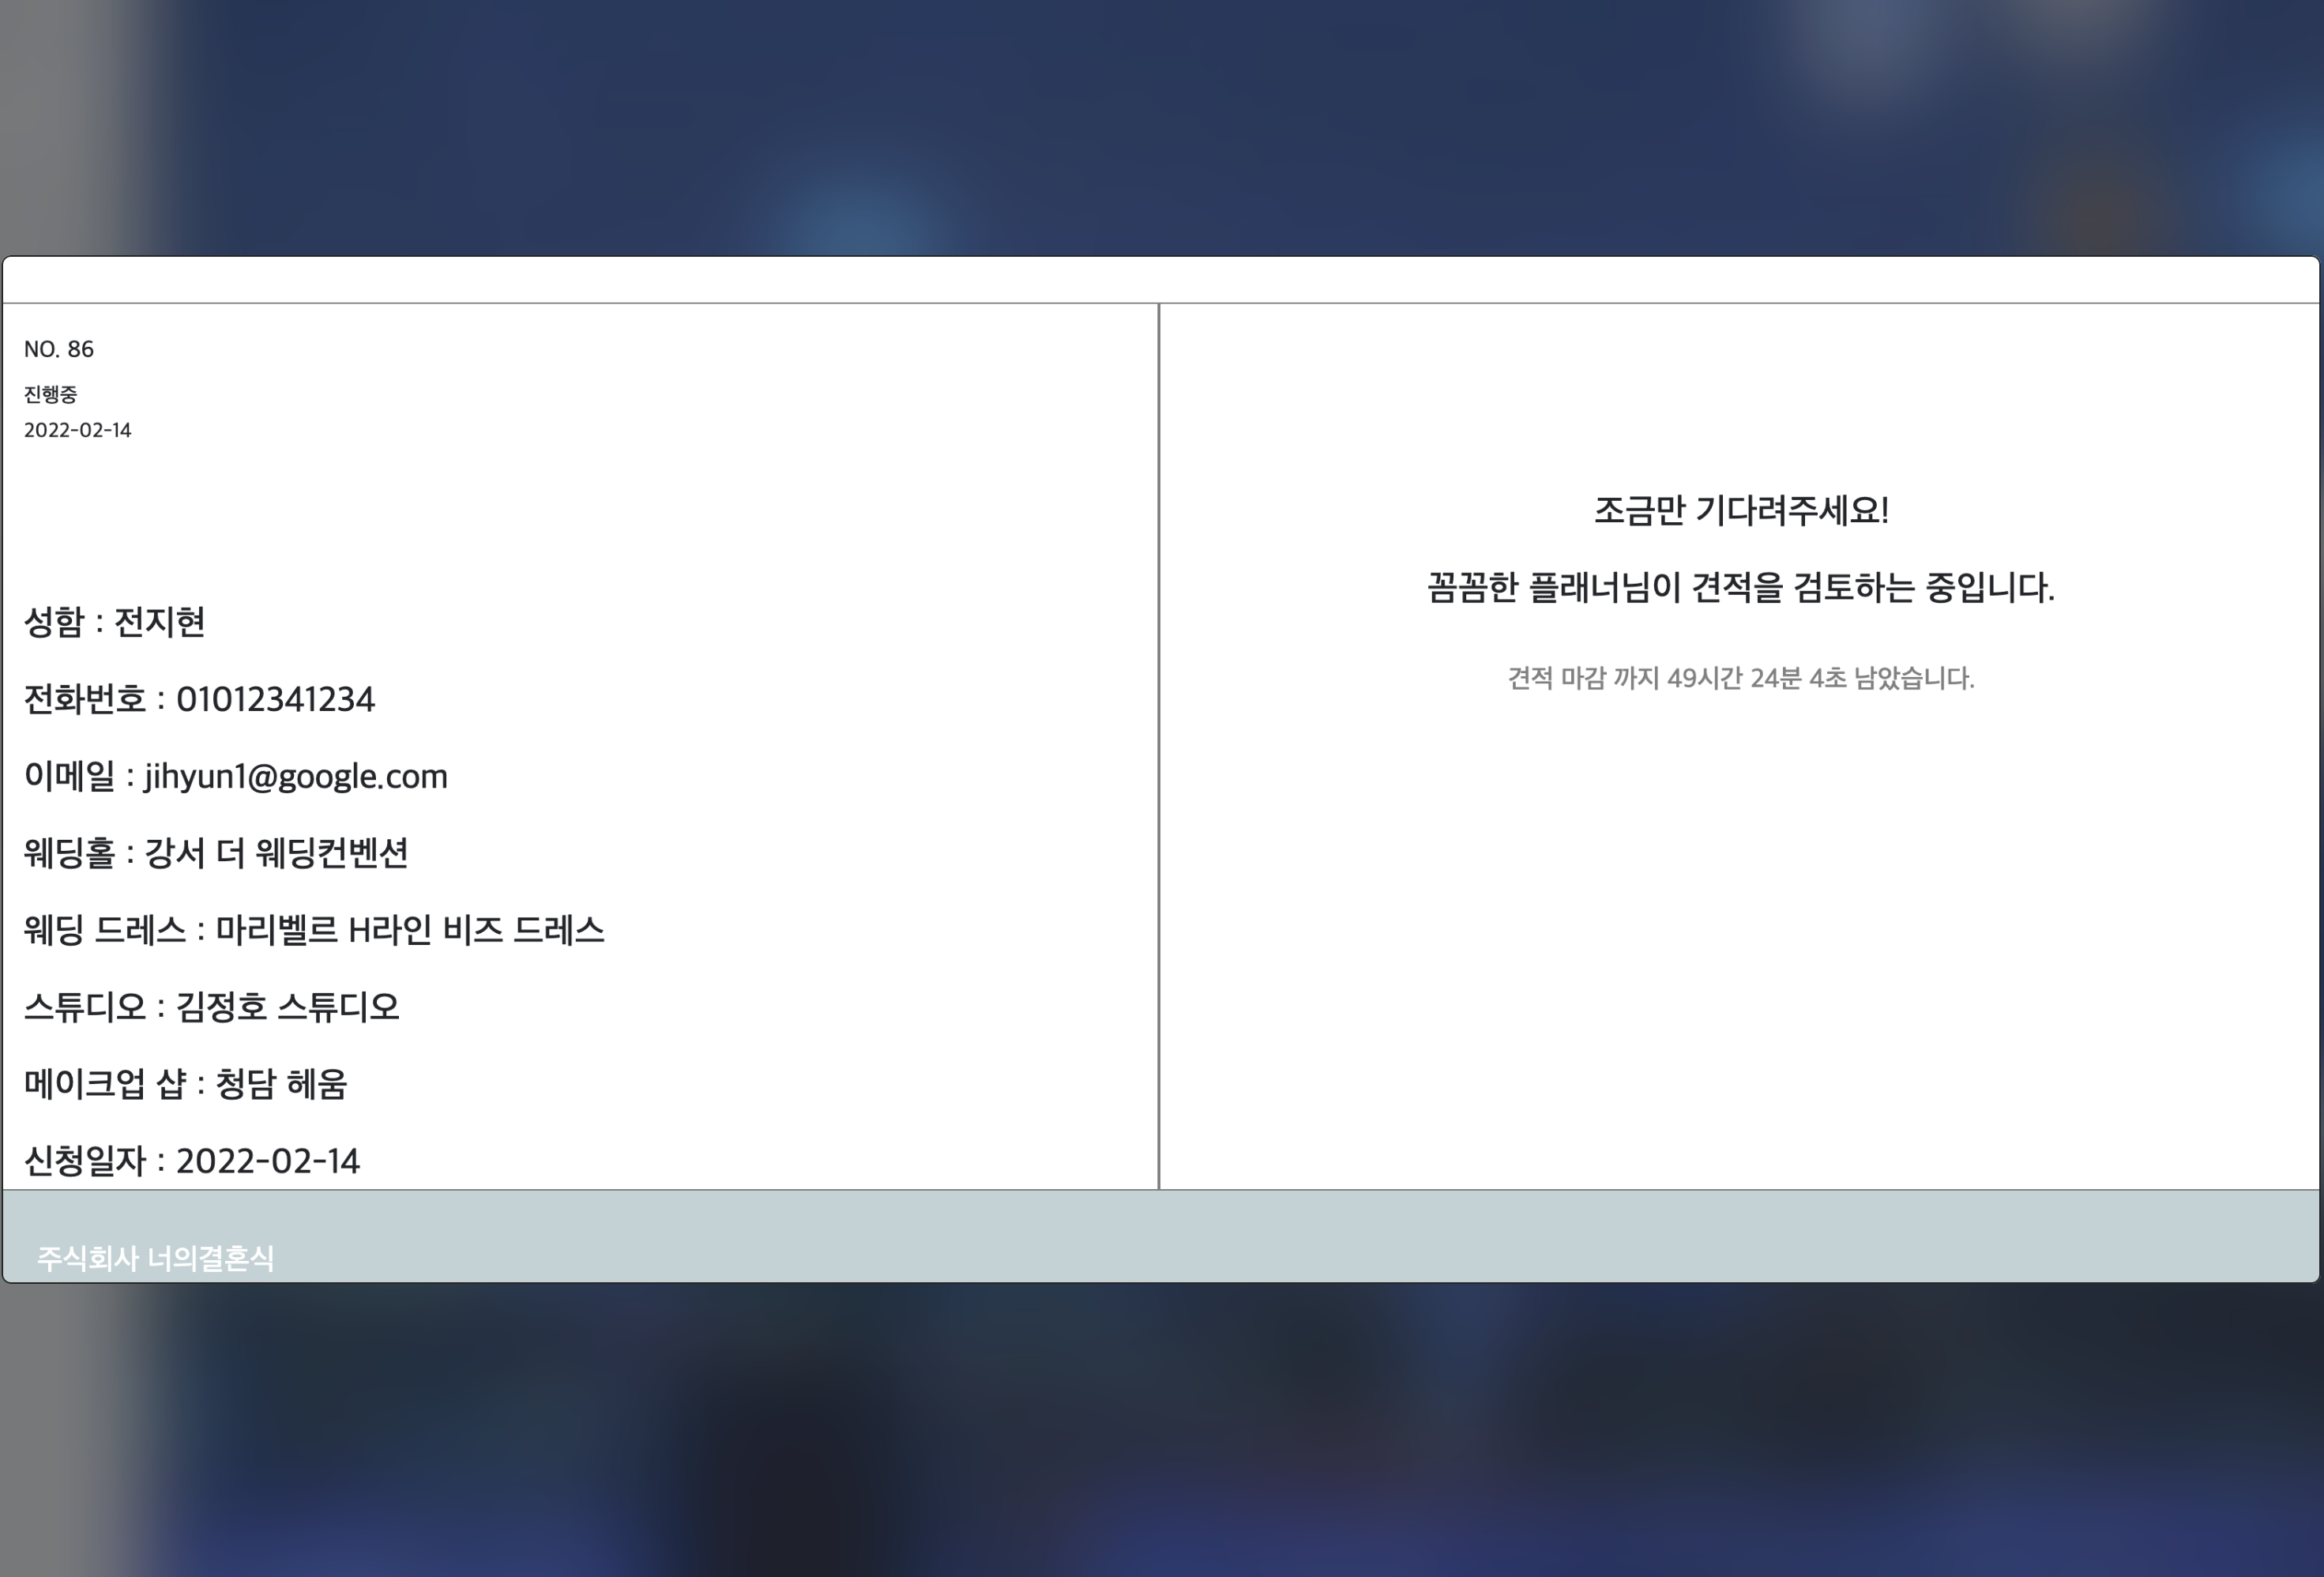 NO. 86
진행중
2022-02-14
성함 : 전지현
전화번호 : 01012341234
이메일 : jihyun1@google.com
웨딩홀 : 강서 더 웨딩컨벤션
웨딩 드레스 : 마리벨르 H라인 비즈 드레스
스튜디오 : 김정호 스튜디오
메이크업 샵 : 청담 헤움
신청일자 : 2022-02-14
조금만 기다려주세요!
꼼꼼한 플래너님이 견적을 검토하는 중입니다.
견적 마감 까지 49시간 24분 4초 남았습니다.
주식회사 너의결혼식